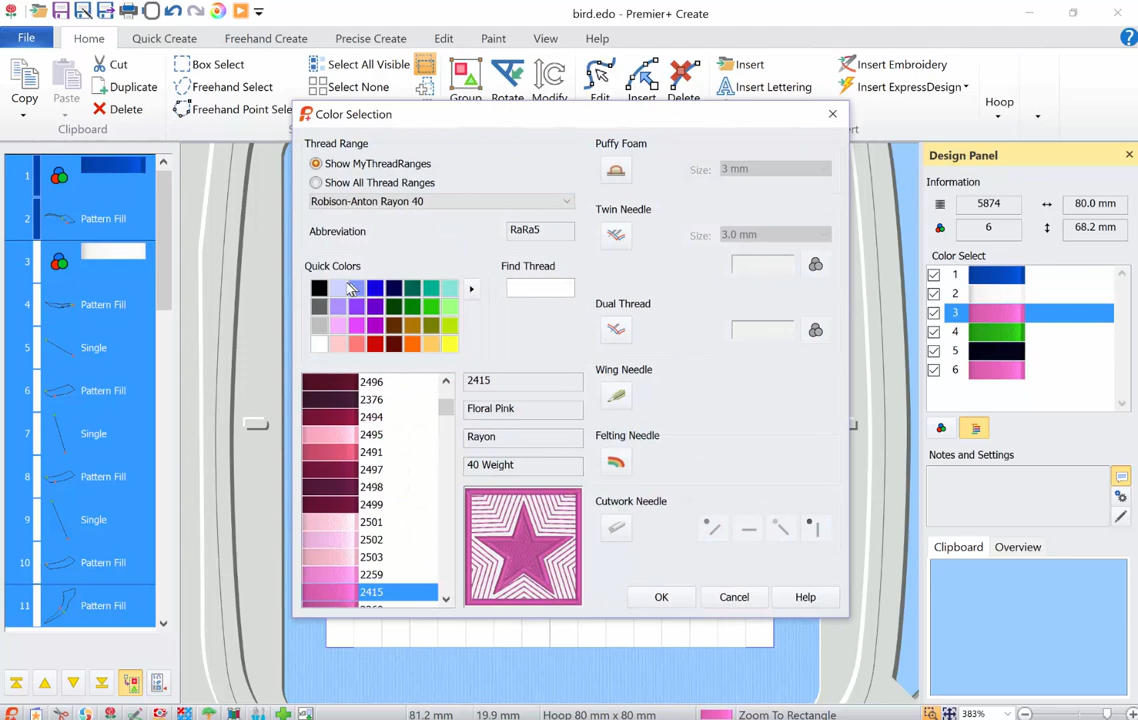 bird.edo - Premier+ Create
File
Home
Quick Create
Freehand Create
Precise Create
Edit
Paint
View
Help
Copy
Paste
Cut
Duplicate
Delete
Clipboard
Box Select
Freehand Select
Freehand Point Sel
Select All Visible
Select None
Group
Rotate
Modify
Edit
Insert
Delete
Insert
Insert Lettering
Insert Embroidery
Insert ExpressDesign
Hoop
Color Selection
Thread Range
Show MyThreadRanges
Show All Thread Ranges
Robison-Anton Rayon 40
Abbreviation
RaRa5
Quick Colors
Find Thread
2496
2376
2494
2495
2491
2497
2498
2499
2501
2502
2503
2259
2415
2415
Floral Pink
Rayon
40 Weight
Puffy Foam
Size:
3 mm
Twin Needle
Size:
3.0 mm
Dual Thread
Wing Needle
Felting Needle
Cutwork Needle
OK
Cancel
Help
1
2
Pattern Fill
3
4
Pattern Fill
5
Single
6
Pattern Fill
7
Single
8
Pattern Fill
9
Single
10
Pattern Fill
11
Pattern Fill
Design Panel
Information
5874
80.0 mm
6
68.2 mm
Color Select
1
2
3
4
5
6
Notes and Settings
Clipboard
Overview
81.2 mm
19.9 mm
Hoop 80 mm x 80 mm
Zoom To Rectangle
383%